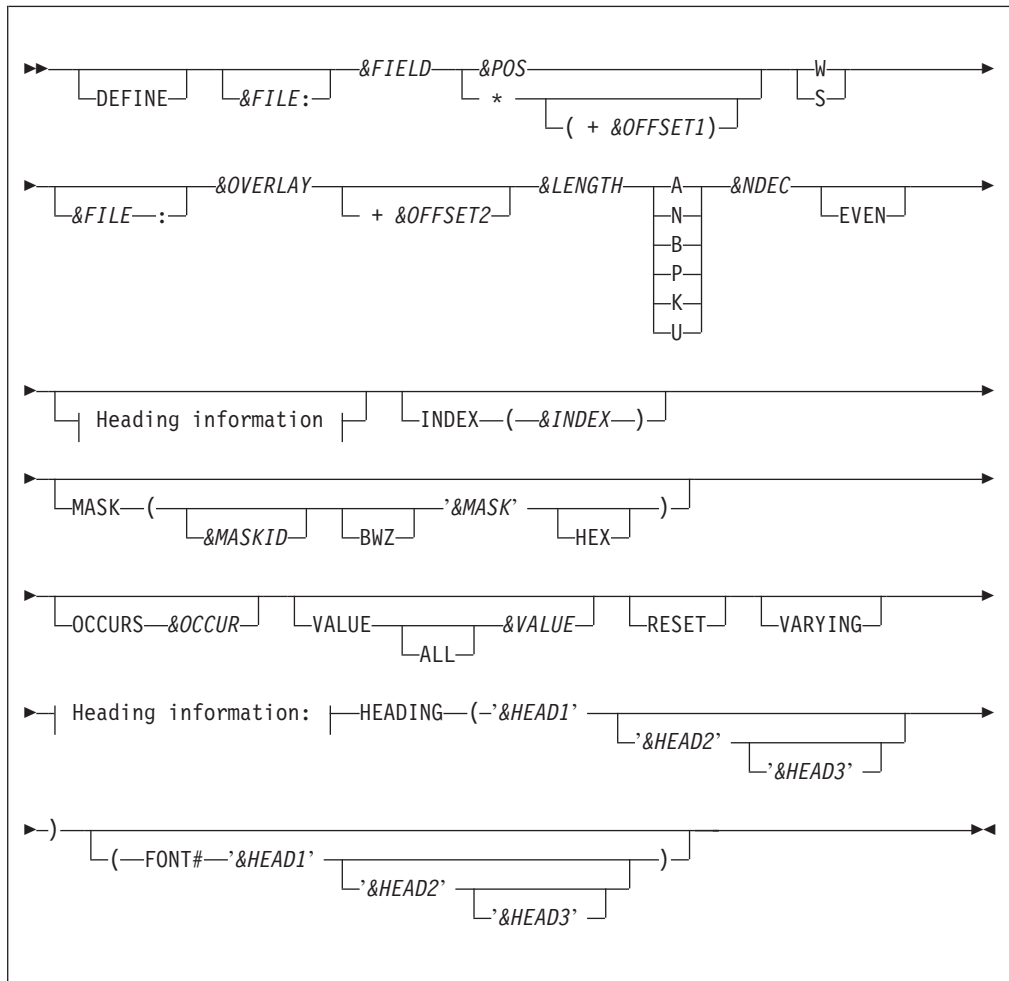 &FIELD &POS W
DEFINE &FILE: * S
( + &OFFSET1)
&OVERLAY &LENGTH A &NDEC
&FILE : + &OFFSET2 N EVEN
B
P
K
U
Heading information INDEX ( &INDEX )
MASK ( '&MASK' )
&MASKID BWZ HEX
OCCURS &OCCUR VALUE &VALUE RESET VARYING
ALL
Heading information: HEADING ( '&HEAD1'
'&HEAD2'
'&HEAD3'
)
( FONT# '&HEAD1' )
'&HEAD2'
'&HEAD3'